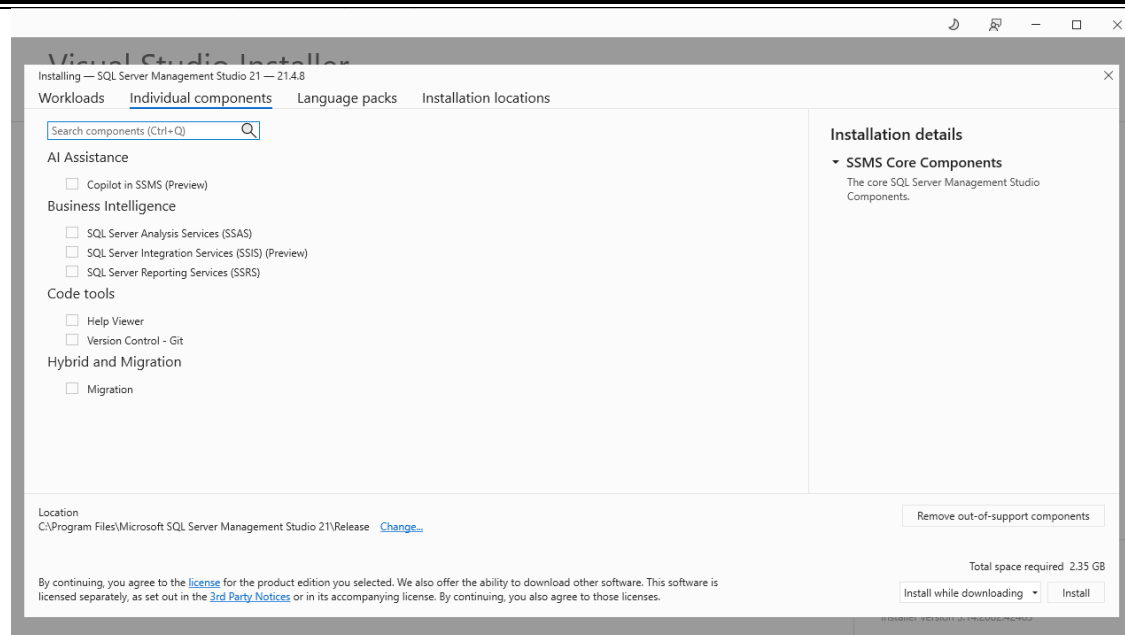 Visual Studio Installer
Installing — SQL Server Management Studio 21 — 21.4.8
Workloads Individual components Language packs Installation locations
Search components (Ctrl+Q)
AI Assistance
Copilot in SSMS (Preview)
Business Intelligence
SQL Server Analysis Services (SSAS)
SQL Server Integration Services (SSIS) (Preview)
SQL Server Reporting Services (SSRS)
Code tools
Help Viewer
Version Control - Git
Hybrid and Migration
Migration
Installation details
SSMS Core Components
The core SQL Server Management Studio
Components.
Location
C:\Program Files\Microsoft SQL Server Management Studio 21\Release Change...
Remove out-of-support components
Total space required 2.35 GB
By continuing, you agree to the license for the product edition you selected. We also offer the ability to download other software. This software is
licensed separately, as set out in the 3rd Party Notices or in its accompanying license. By continuing, you also agree to those licenses.
Install while downloading Install